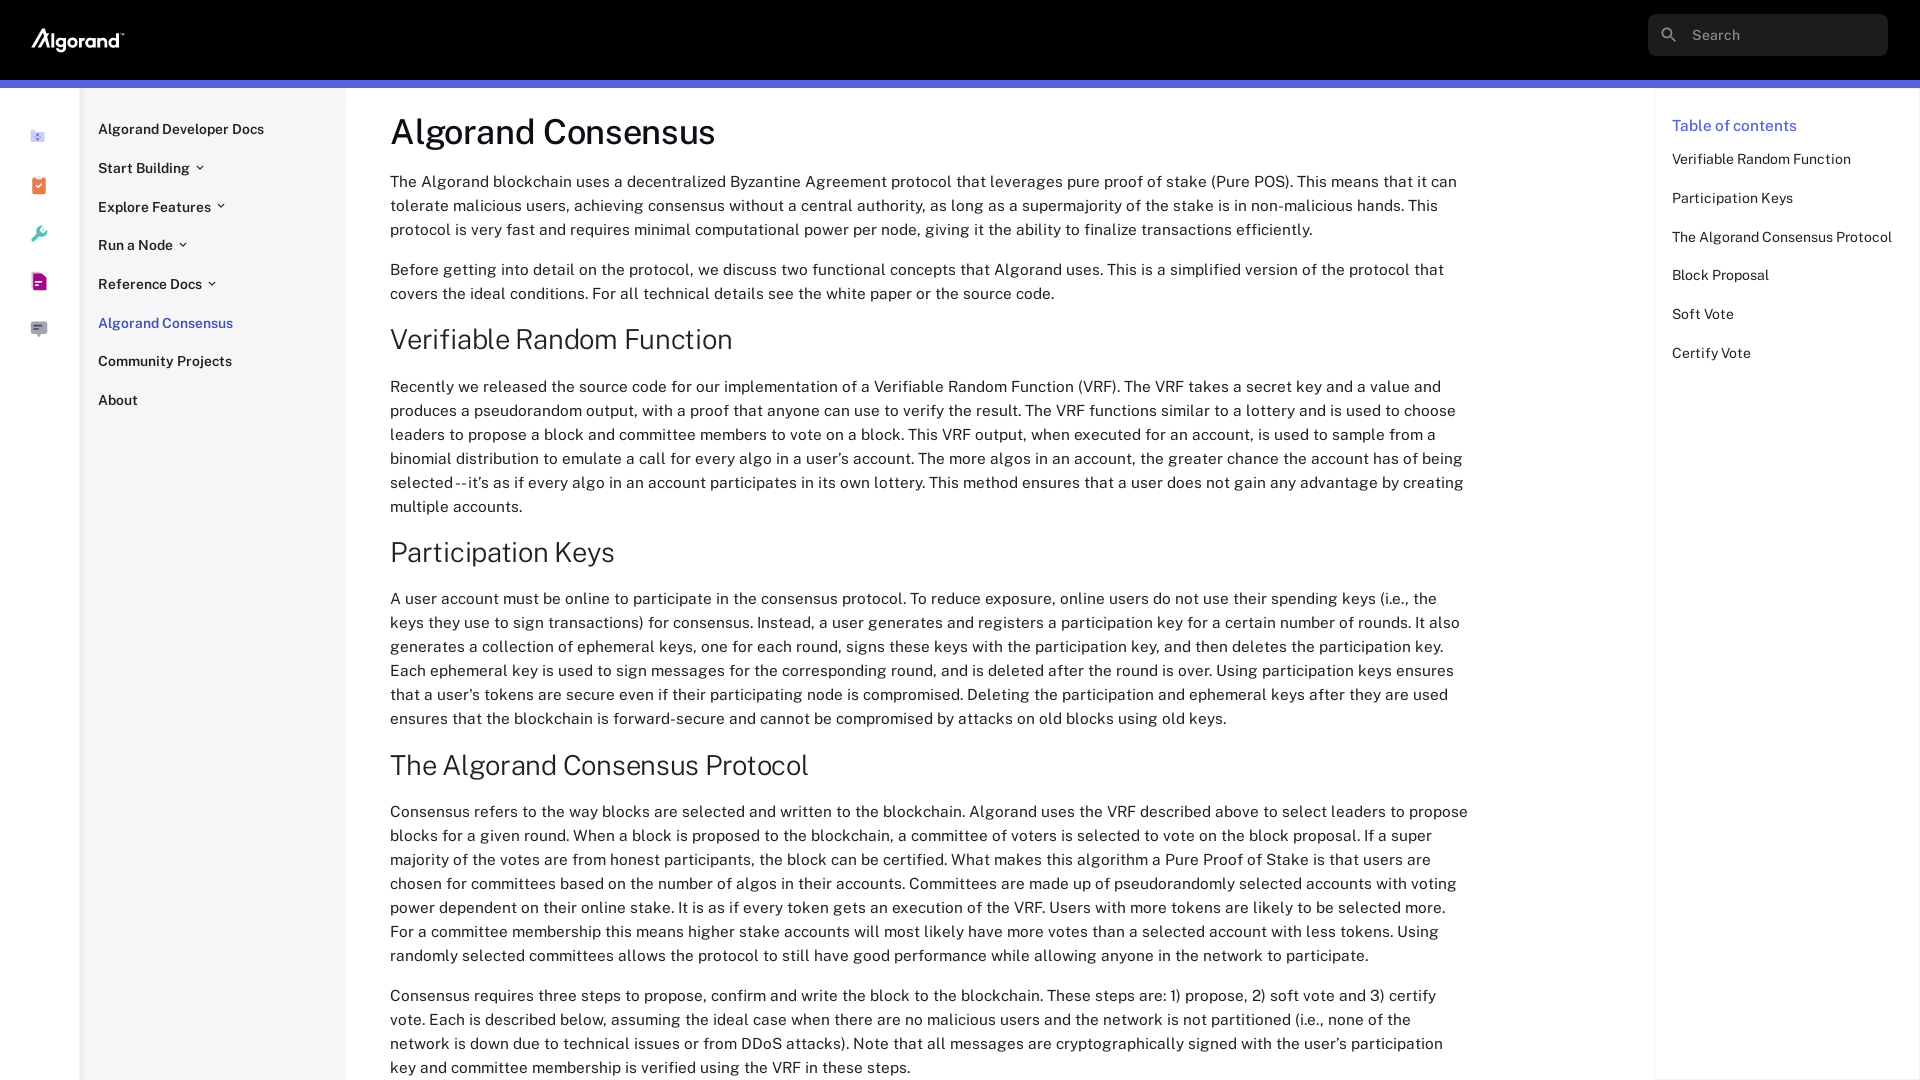 Algorand
Search
Algorand Developer Docs
Start Building
Explore Features
Run a Node
Reference Docs
Algorand Consensus
Community Projects
About
Algorand Consensus
The Algorand blockchain uses a decentralized Byzantine Agreement protocol that leverages pure proof of stake (Pure POS). This means that it can
tolerate malicious users, achieving consensus without a central authority, as long as a supermajority of the stake is in non-malicious hands. This
protocol is very fast and requires minimal computational power per node, giving it the ability to finalize transactions efficiently.
Before getting into detail on the protocol, we discuss two functional concepts that Algorand uses. This is a simplified version of the protocol that
covers the ideal conditions. For all technical details see the white paper or the source code.
Verifiable Random Function
Recently we released the source code for our implementation of a Verifiable Random Function (VRF). The VRF takes a secret key and a value and
produces a pseudorandom output, with a proof that anyone can use to verify the result. The VRF functions similar to a lottery and is used to choose
leaders to propose a block and committee members to vote on a block. This VRF output, when executed for an account, is used to sample from a
binomial distribution to emulate a call for every algo in a user’s account. The more algos in an account, the greater chance the account has of being
selected -- it’s as if every algo in an account participates in its own lottery. This method ensures that a user does not gain any advantage by creating
multiple accounts.
Participation Keys
A user account must be online to participate in the consensus protocol. To reduce exposure, online users do not use their spending keys (i.e., the
keys they use to sign transactions) for consensus. Instead, a user generates and registers a participation key for a certain number of rounds. It also
generates a collection of ephemeral keys, one for each round, signs these keys with the participation key, and then deletes the participation key.
Each ephemeral key is used to sign messages for the corresponding round, and is deleted after the round is over. Using participation keys ensures
that a user's tokens are secure even if their participating node is compromised. Deleting the participation and ephemeral keys after they are used
ensures that the blockchain is forward-secure and cannot be compromised by attacks on old blocks using old keys.
The Algorand Consensus Protocol
Consensus refers to the way blocks are selected and written to the blockchain. Algorand uses the VRF described above to select leaders to propose
blocks for a given round. When a block is proposed to the blockchain, a committee of voters is selected to vote on the block proposal. If a super
majority of the votes are from honest participants, the block can be certified. What makes this algorithm a Pure Proof of Stake is that users are
chosen for committees based on the number of algos in their accounts. Committees are made up of pseudorandomly selected accounts with voting
power dependent on their online stake. It is as if every token gets an execution of the VRF. Users with more tokens are likely to be selected more.
For a committee membership this means higher stake accounts will most likely have more votes than a selected account with less tokens. Using
randomly selected committees allows the protocol to still have good performance while allowing anyone in the network to participate.
Consensus requires three steps to propose, confirm and write the block to the blockchain. These steps are: 1) propose, 2) soft vote and 3) certify
vote. Each is described below, assuming the ideal case when there are no malicious users and the network is not partitioned (i.e., none of the
network is down due to technical issues or from DDoS attacks). Note that all messages are cryptographically signed with the user’s participation
key and committee membership is verified using the VRF in these steps.
Table of contents
Verifiable Random Function
Participation Keys
The Algorand Consensus Protocol
Block Proposal
Soft Vote
Certify Vote